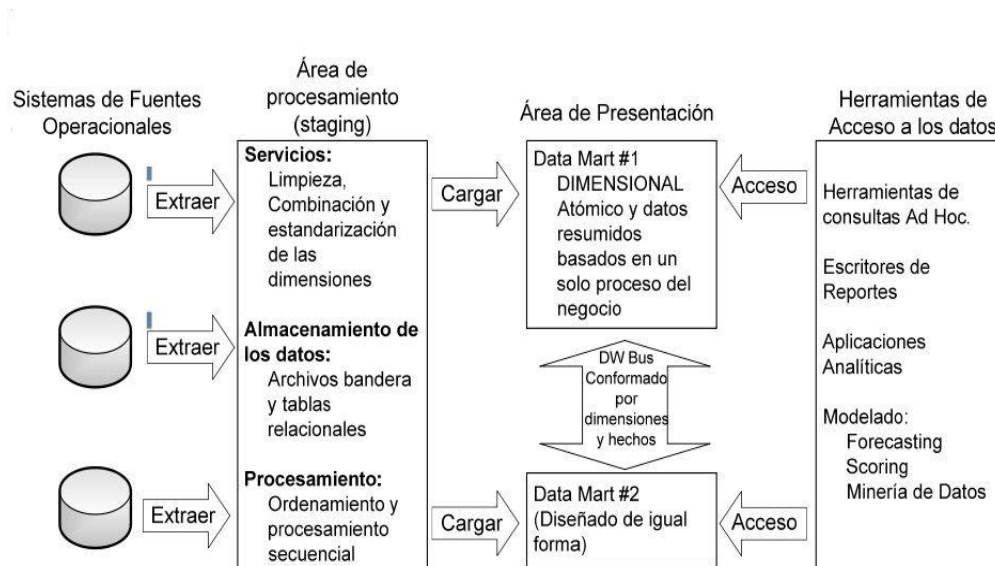 Sistemas de Fuentes
Operacionales
Extraer
Extraer
Extraer
Área de
procesamiento
(staging)
Servicios:
Limpieza,
Combinación y
estandarización
de las
dimensiones
Almacenamiento de
los datos:
Archivos bandera
y tablas
relacionales
Procesamiento:
Ordenamiento y
procesamiento
secuencial
Cargar
Cargar
Área de Presentación
Data Mart #1
DIMENSIONAL
Atómico y datos
resumidos
basados en un
solo proceso del
negocio
DW Bus
Conformado
por
dimensiones
y hechos
Data Mart #2
(Diseñado de igual
forma)
Acceso
Acceso
Herramientas de
Acceso a los datos
Herramientas de
consultas Ad Hoc.
Escritores de
Reportes
Aplicaciones
Analíticas
Modelado:
Forecasting
Scoring
Minería de Datos